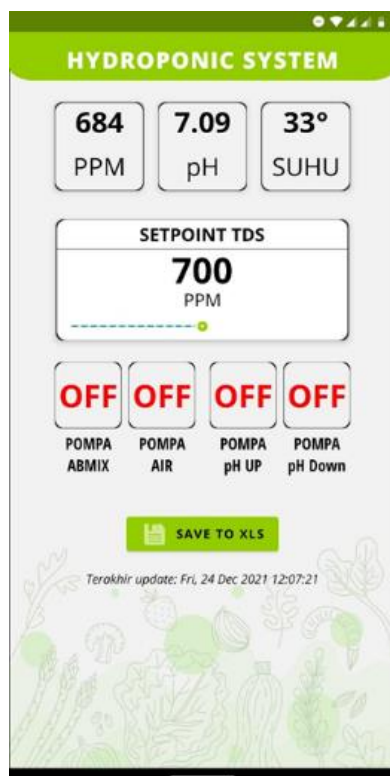 HYDROPONIC SYSTEM
684 7.09 33°
PPM pH SUHU
SETPOINT TDS
700
PPM
OFF OFF OFF OFF
POMPA ABMIX
POMPA AIR
POMPA pH UP
POMPA pH Down
SAVE TO XLS
Terakhir update: Fri, 24 Dec 2021 12:07:21